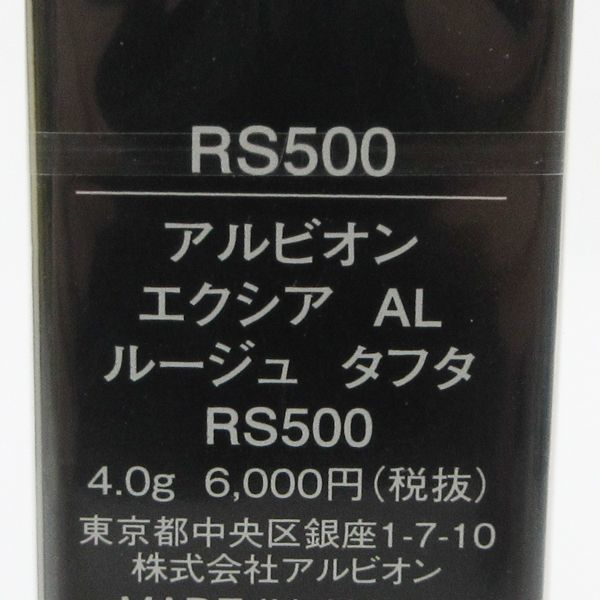 RS500
アルビオン
エクシア AL
ルージュ タフタ
RS500
4.0g 6,000円(税抜)
東京都中央区銀座1-7-10
株式会社アルビオン